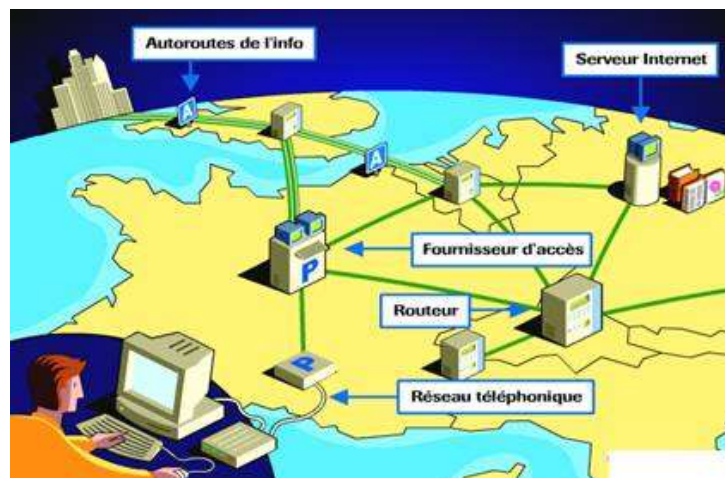 Autoroutes de l'info
Serveur Internet
A
A
Fournisseur d'accès
P
Routeur
P
Réseau téléphonique